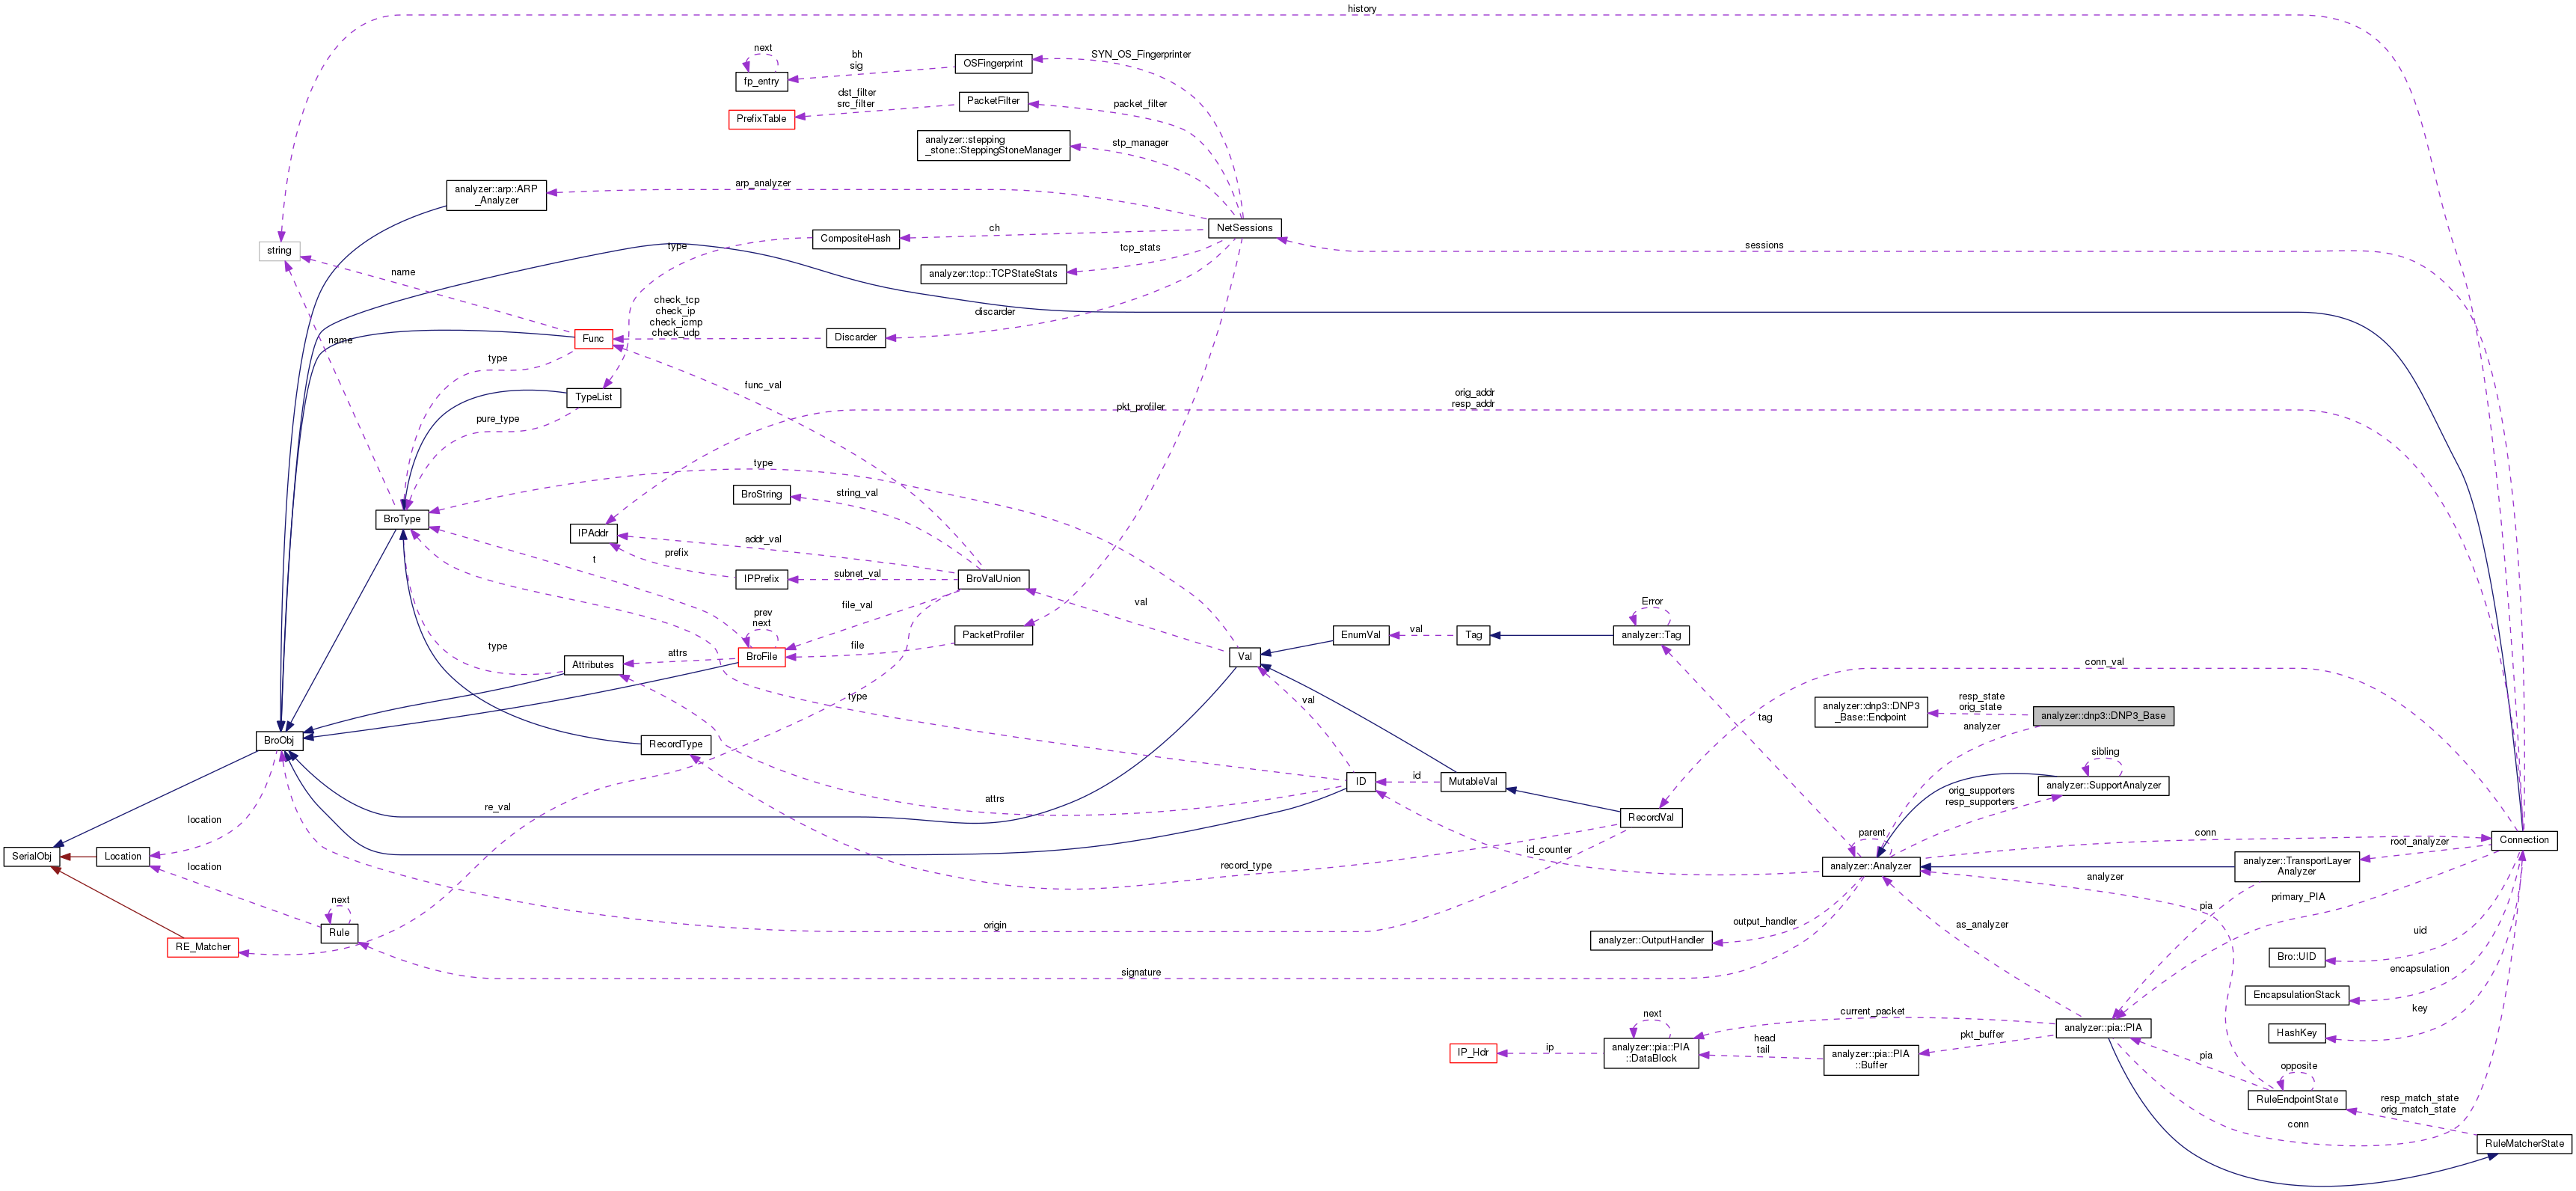 history
next
bh
sig
OSFingerprint
SYN_OS_Fingerprinter
fp_entry
dst_filter
src_filter
PacketFilter
packet_filter
PrefixTable
analyzer::stepping
_stone::SteppingStoneManager
stp_manager
analyzer::arp::ARP
_Analyzer
arp_analyzer
NetSessions
string
type
CompositeHash
ch
sessions
tcp_stats
name
analyzer::tcp::TCPStateStats
check_tcp
check_ip
check_icmp
check_udp
discarder
name
Func
Discarder
type
TypeList
func_val
pure_type
pkt_profiler
orig_addr
resp_addr
type
BroString
string_val
BroType
IPAddr
addr_val
t
prefix
IPPrefix
subnet_val
BroValUnion
prev
next
file_val
val
Error
PacketProfiler
EnumVal
val
Tag
analyzer::Tag
type
attrs
BroFile
file
Attributes
Val
conn_val
type
val
tag
resp_state
orig_state
analyzer::dnp3::DNP3
_Base::Endpoint
analyzer::dnp3::DNP3_Base
analyzer
BroObj
RecordType
sibling
ID
id
MutableVal
analyzer::SupportAnalyzer
orig_supporters
resp_supporters
re_val
attrs
location
RecordVal
parent
conn
Connection
root_analyzer
SerialObj
Location
id_counter
record_type
analyzer::Analyzer
analyzer::TransportLayer
Analyzer
location
analyzer
primary_PIA
next
pia
origin
output_handler
as_analyzer
Rule
uid
RE_Matcher
analyzer::OutputHandler
Bro::UID
signature
encapsulation
EncapsulationStack
next
current_packet
key
analyzer::pia::PIA
HashKey
pkt_buffer
IP_Hdr
ip
analyzer::pia::PIA
::DataBlock
head
tail
analyzer::pia::PIA
::Buffer
pia
opposite
RuleEndpointState
resp_match_state
orig_match_state
conn
RuleMatcherState